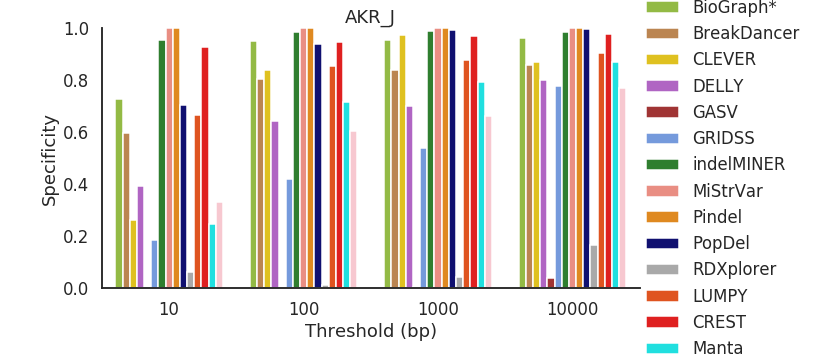 AKR_J
Specificity
1.0
0.8
0.6
0.4
0.2
0.0
10
100
1000
10000
Threshold (bp)
BioGraph*
BreakDancer
CLEVER
DELLY
GASV
GRIDSS
indelMINER
MiStrVar
Pindel
PopDel
RDXplorer
LUMPY
CREST
Manta